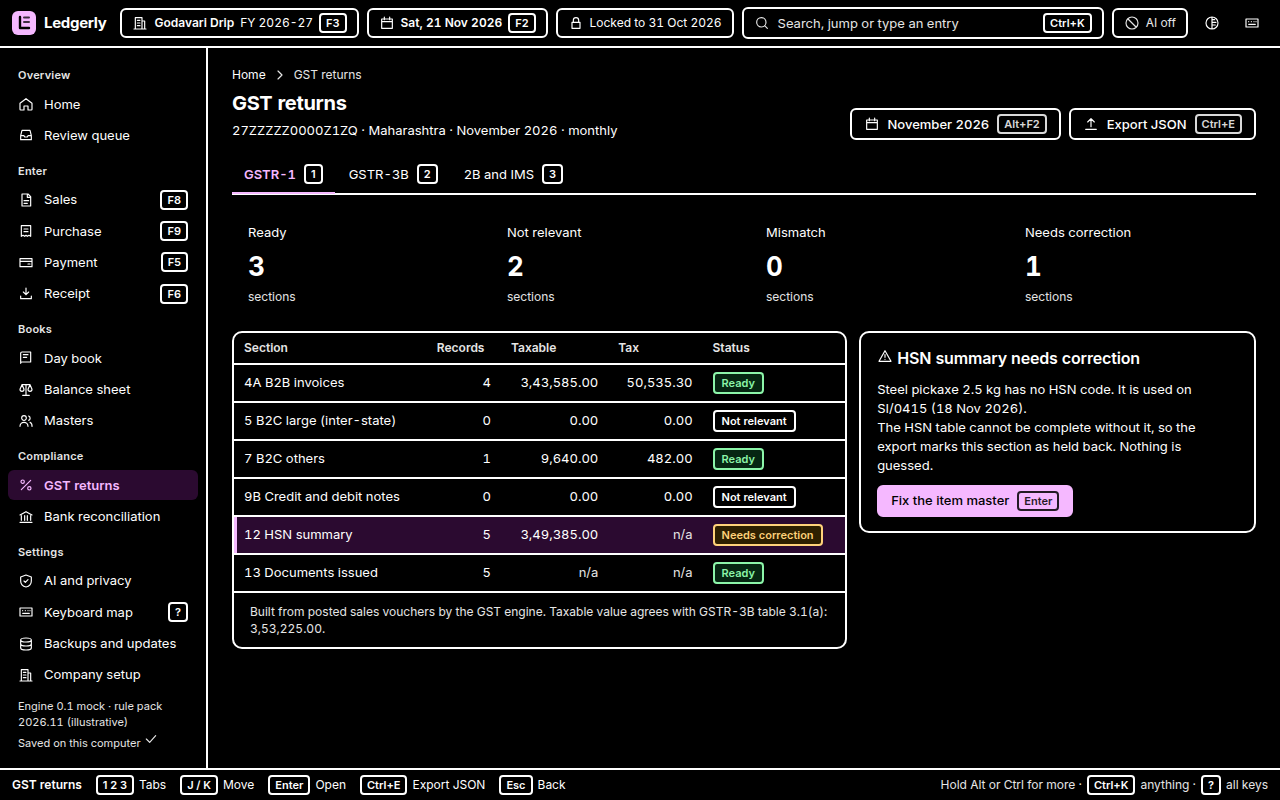 Ledgerly
Godavari Drip FY 2026-27 F3
Sat, 21 Nov 2026 F2
Locked to 31 Oct 2026
Search, jump or type an entry Ctrl+K
AI off
Overview
Home
Review queue
Enter
Sales F8
Purchase F9
Payment F5
Receipt F6
Books
Day book
Balance sheet
Masters
Compliance
GST returns
Bank reconciliation
Settings
AI and privacy
Keyboard map ?
Backups and updates
Company setup
Engine 0.1 mock · rule pack
2026.11 (illustrative)
Saved on this computer
Home > GST returns
GST returns
27ZZZZZ0000Z1ZQ · Maharashtra · November 2026 · monthly
November 2026 Alt+F2
Export JSON Ctrl+E
GSTR-1 1 GSTR-3B 2 2B and IMS 3
Ready Not relevant Mismatch Needs correction
3 2 0 1
sections sections sections sections
Section Records Taxable Tax Status
4A B2B invoices 4 3,43,585.00 50,535.30 Ready
5 B2C large (inter-state) 0 0.00 0.00 Not relevant
7 B2C others 1 9,640.00 482.00 Ready
9B Credit and debit notes 0 0.00 0.00 Not relevant
12 HSN summary 5 3,49,385.00 n/a Needs correction
13 Documents issued 5 n/a n/a Ready
Built from posted sales vouchers by the GST engine. Taxable value agrees with GSTR-3B table 3.1(a):
3,53,225.00.
HSN summary needs correction
Steel pickaxe 2.5 kg has no HSN code. It is used on
SI/0415 (18 Nov 2026).
The HSN table cannot be complete without it, so the
export marks this section as held back. Nothing is
guessed.
Fix the item master Enter
GST returns 1 2 3 Tabs J / K Move Enter Open Ctrl+E Export JSON Esc Back
Hold Alt or Ctrl for more · Ctrl+K anything · ? all keys